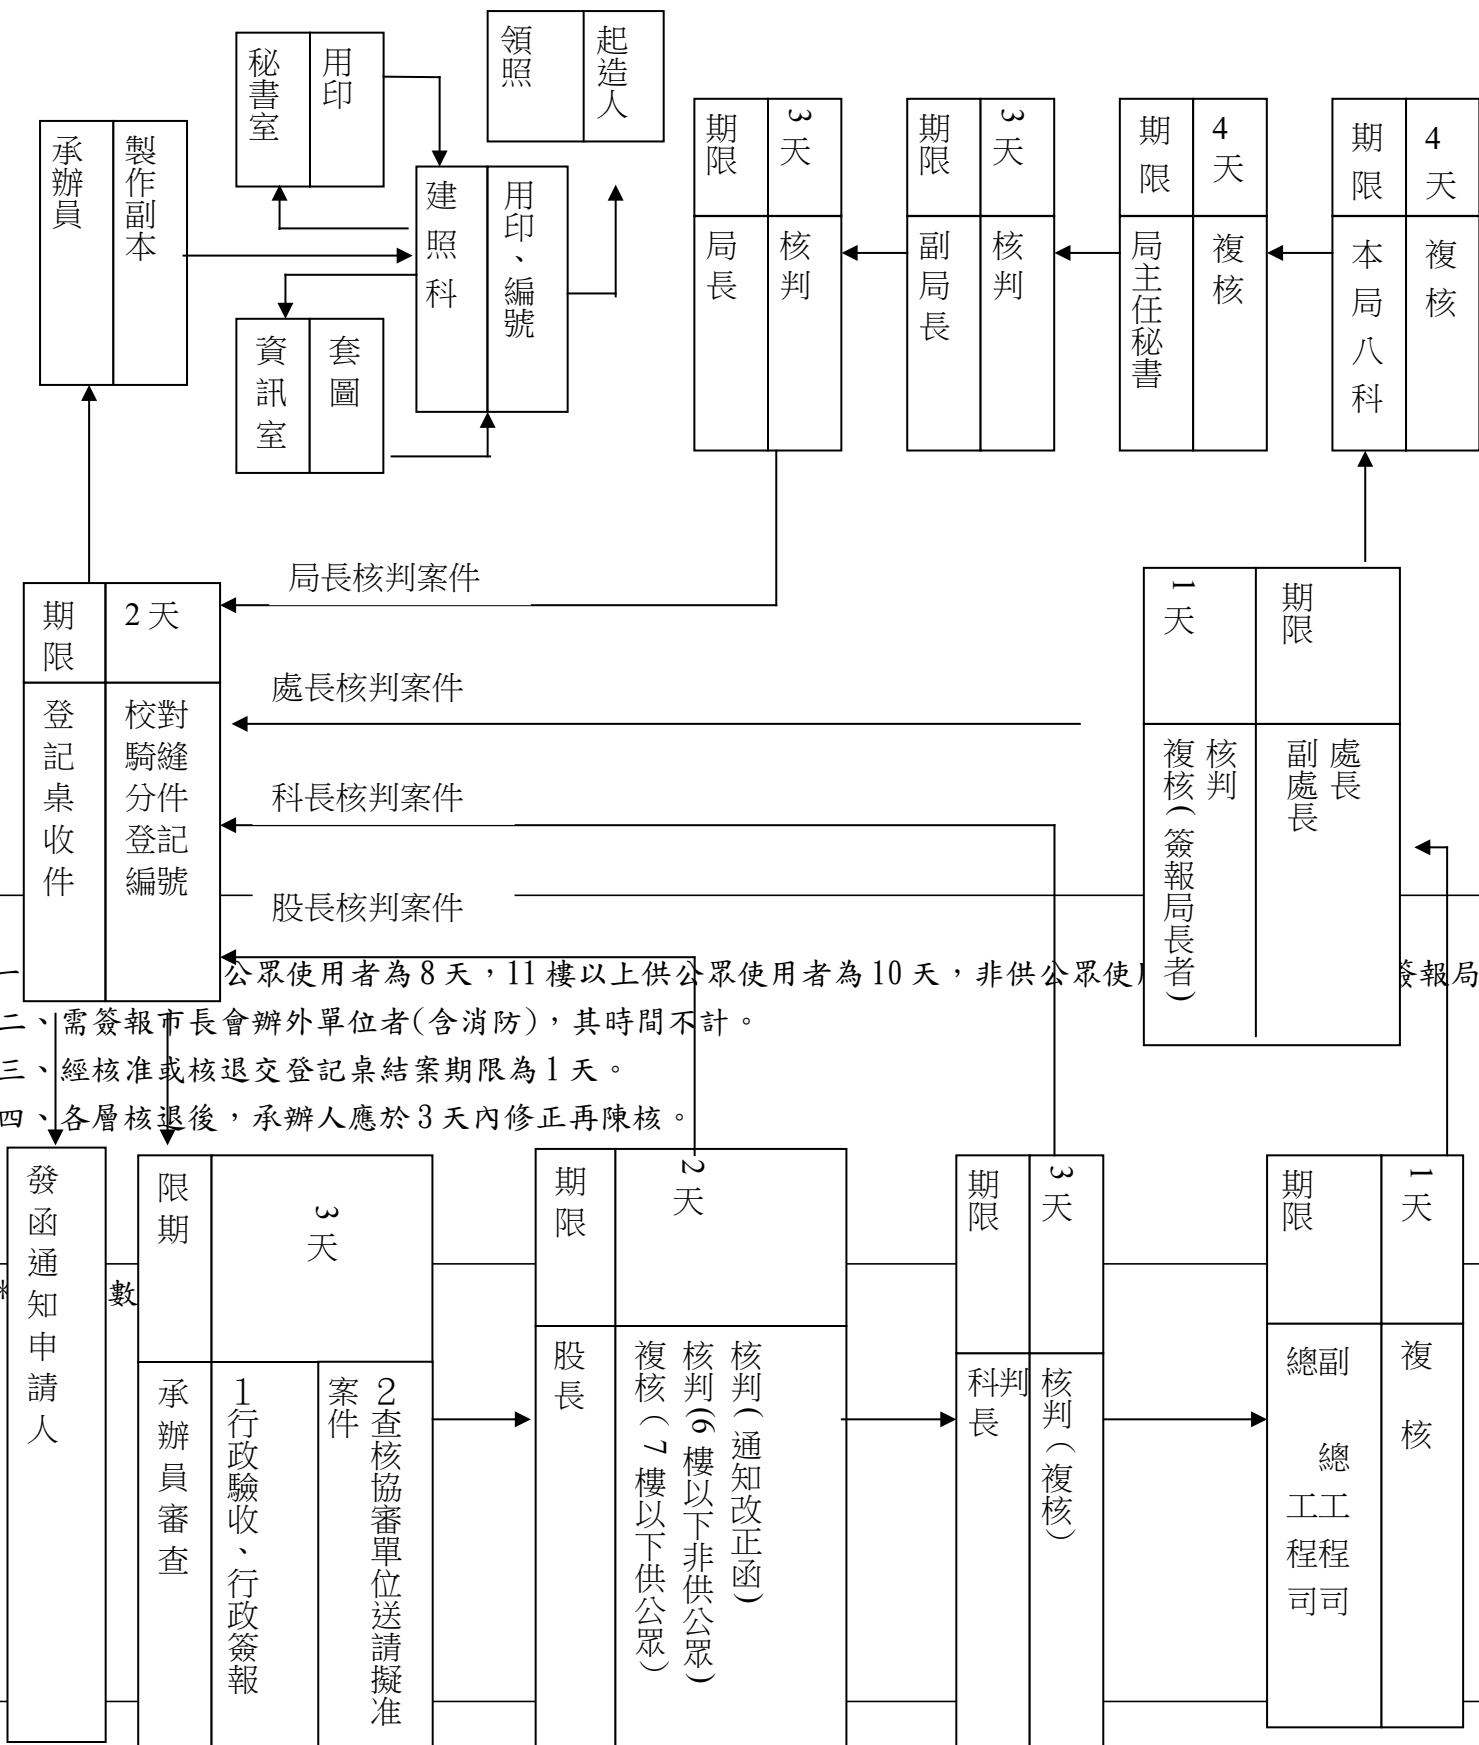 秘書室
用印
領照
起造人
承辦員
製作副本
建照科
用印、編號
資訊室
套圖
期限
3天
局長
核判
期限
3天
副局長
核判
期限
4天
局主任秘書
複核
期限
4天
本局八科
複核
局長核判案件
處長核判案件
科長核判案件
股長核判案件
期限
2天
登記桌收件
校對
騎縫
分件
登記
編號
1天
期限
核判
複核(簽報局長者)
處長
副處長
一
公眾使用者為8天，11樓以上供公眾使用者為10天，非供公眾使
簽報局
二、需簽報市長會辦外單位者(含消防)，其時間不計。
三、經核准或核退交登記桌結案期限為1天。
四、各層核退後，承辦人應於3天內修正再陳核。
*
數
發函通知申請人
限期
3天
承辦員審查
1行政驗收、行政簽報
2查核協審單位送請擬准
案件
期限
2天
股長
核判(通知改正函)
核判(6樓以下非供公眾)
複核(7樓以下供公眾)
期限
3天
科判
長
核判(複核)
期限
1天
總副
總
工工
程程
司司
複核